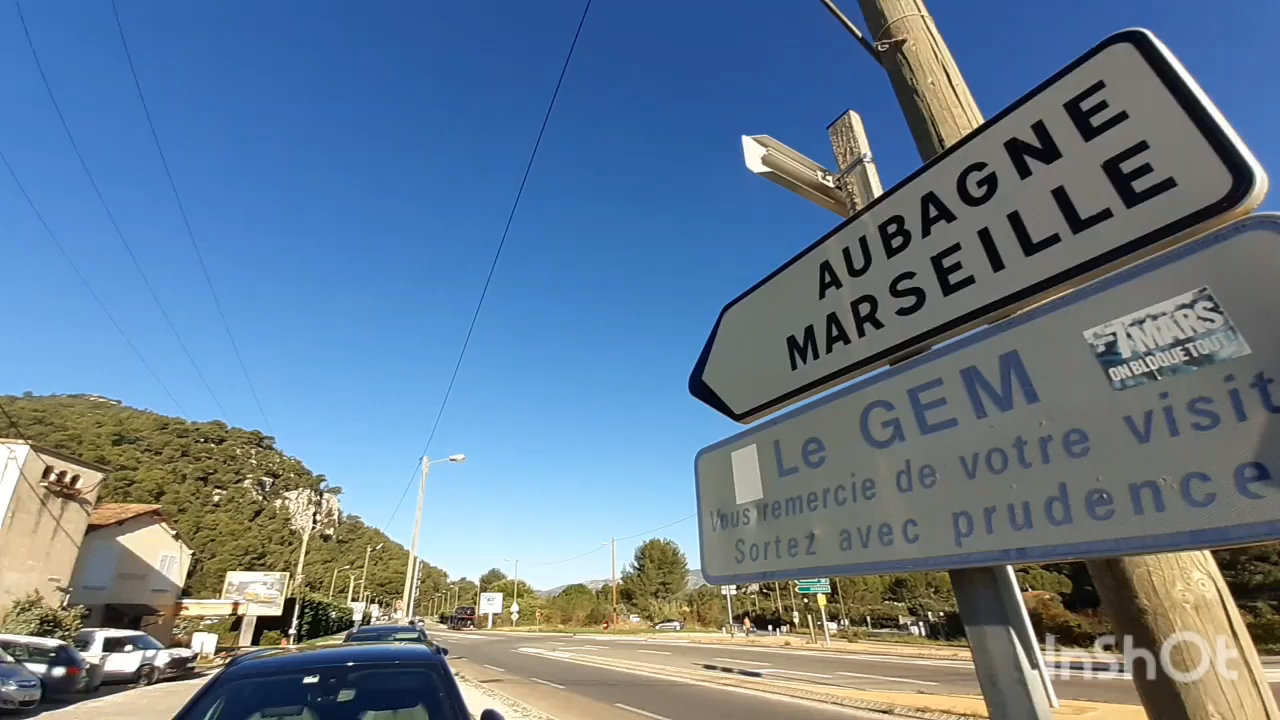 AUBAGNE
MARSEILLE
7 MARS
ON BLOQUE TOUT !
Le GEM
Vous remercie de votre visit
Sortez avec prudence
InShOt